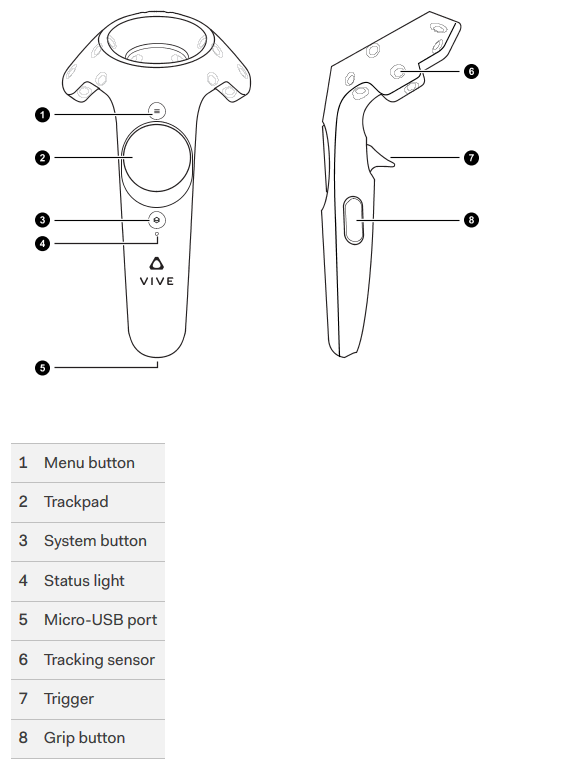 1
2
3
4
5
6
7
8
VIVE
1 Menu button
2 Trackpad
3 System button
4 Status light
5 Micro-USB port
6 Tracking sensor
7 Trigger
8 Grip button